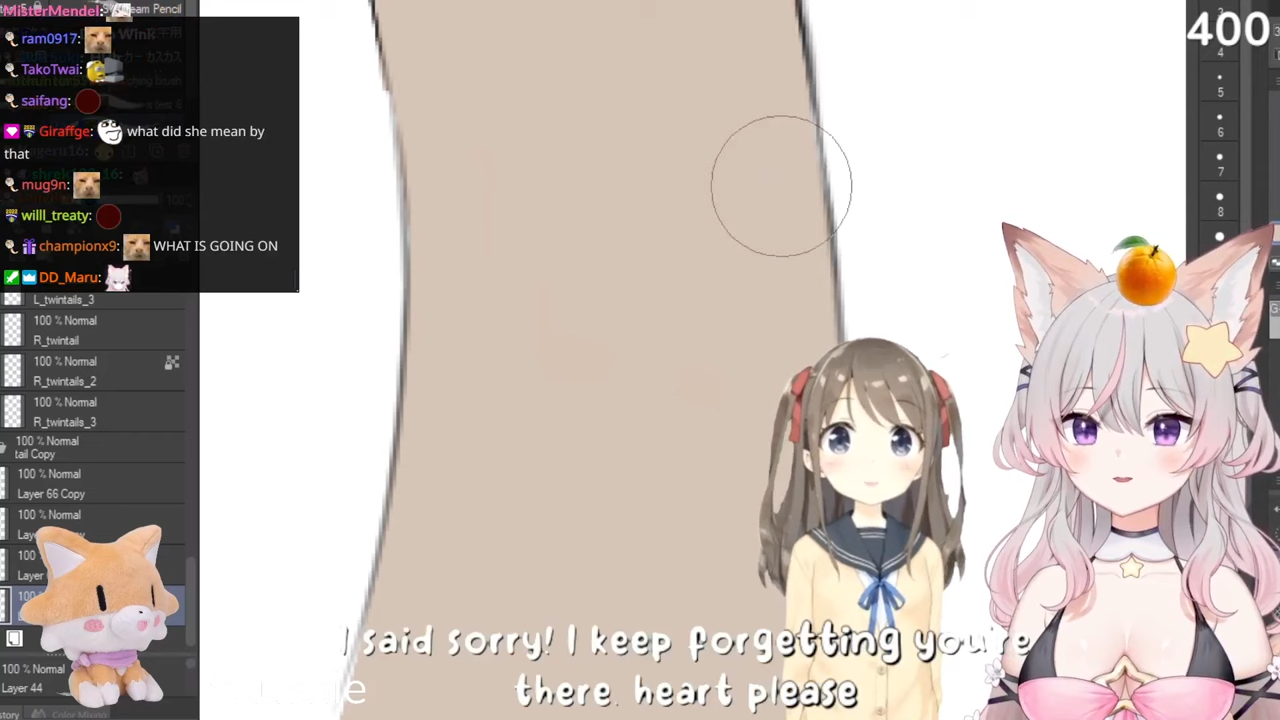 MisterMendel:
400
ram0917:
TakoTwai:
saifang:
Giraffge: what did she mean by
that
mug9n:
willl_treaty:
championx9: WHAT IS GOING ON
DD_Maru:
L_twintails_3
100 % Normal
R_twintail
100 % Normal
R_twintails_2
100 % Normal
R_twintails_3
100 % Normal
tail Copy
100 % Normal
Layer 66 Copy
100 % Normal
100
Layer
100 % Normal
Layer 44
4
5
6
7
8
I said sorry! I keep forgetting you're
there. heart please